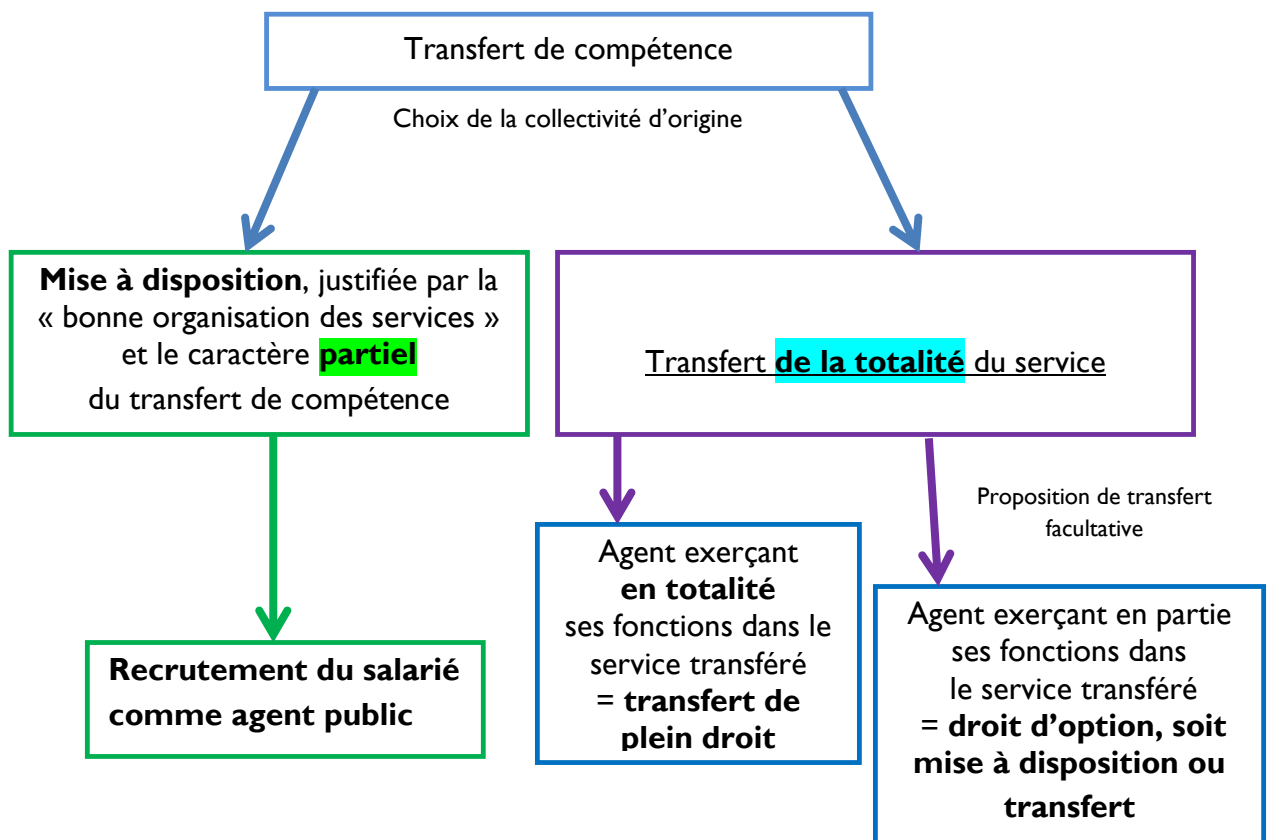 Transfert de compétence
Choix de la collectivité d’origine
Mise à disposition, justifiée par la
« bonne organisation des services »
et le caractère partiel
du transfert de compétence
Transfert de la totalité du service
Proposition de transfert
facultative
Recrutement du salarié
comme agent public
Agent exerçant
en totalité
ses fonctions dans le
service transféré
= transfert de
plein droit
Agent exerçant en partie
ses fonctions dans
le service transféré
= droit d’option, soit
mise à disposition ou
transfert